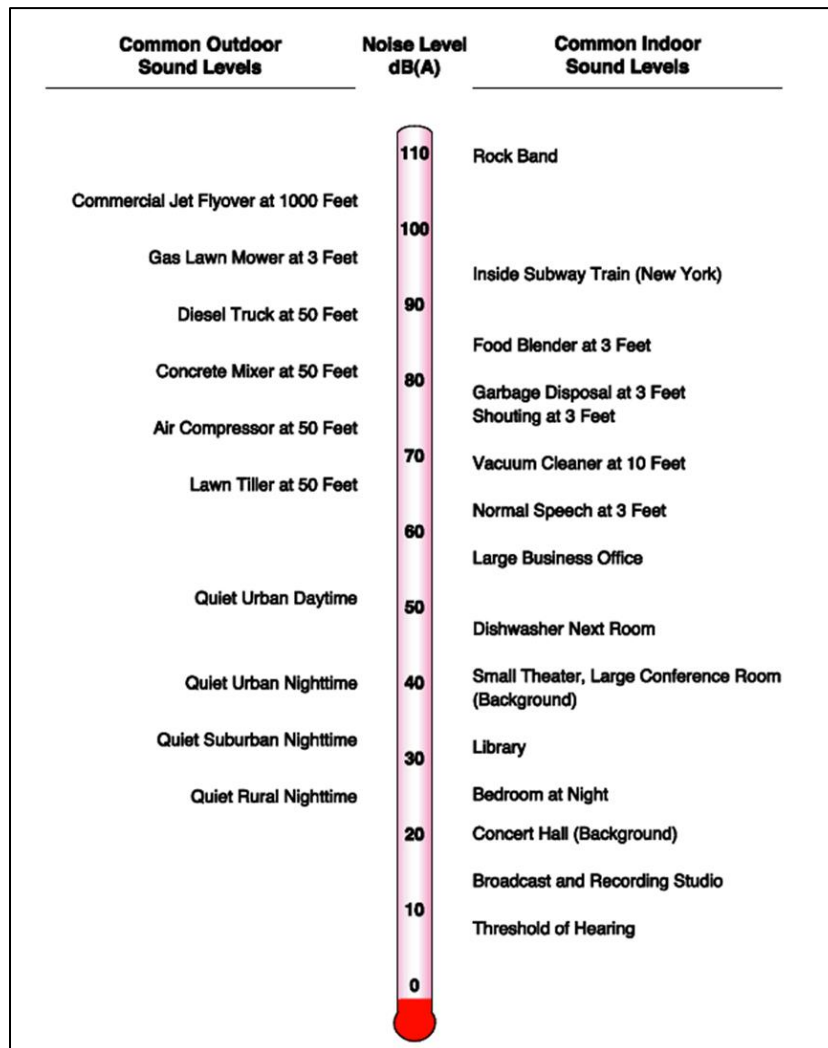 Common Outdoor
Sound Levels
Noise Level
dB(A)
Common Indoor
Sound Levels
110
Rock Band
Commercial Jet Flyover at 1000 Feet
100
Gas Lawn Mower at 3 Feet
Inside Subway Train (New York)
90
Diesel Truck at 50 Feet
Food Blender at 3 Feet
Concrete Mixer at 50 Feet
80
Garbage Disposal at 3 Feet
Shouting at 3 Feet
Air Compressor at 50 Feet
70
Vacuum Cleaner at 10 Feet
Lawn Tiller at 50 Feet
Normal Speech at 3 Feet
60
Large Business Office
Quiet Urban Daytime
50
Dishwasher Next Room
Quiet Urban Nighttime
40
Small Theater, Large Conference Room
(Background)
Quiet Suburban Nighttime
Library
30
Quiet Rural Nighttime
Bedroom at Night
20
Concert Hall (Background)
Broadcast and Recording Studio
10
Threshold of Hearing
0